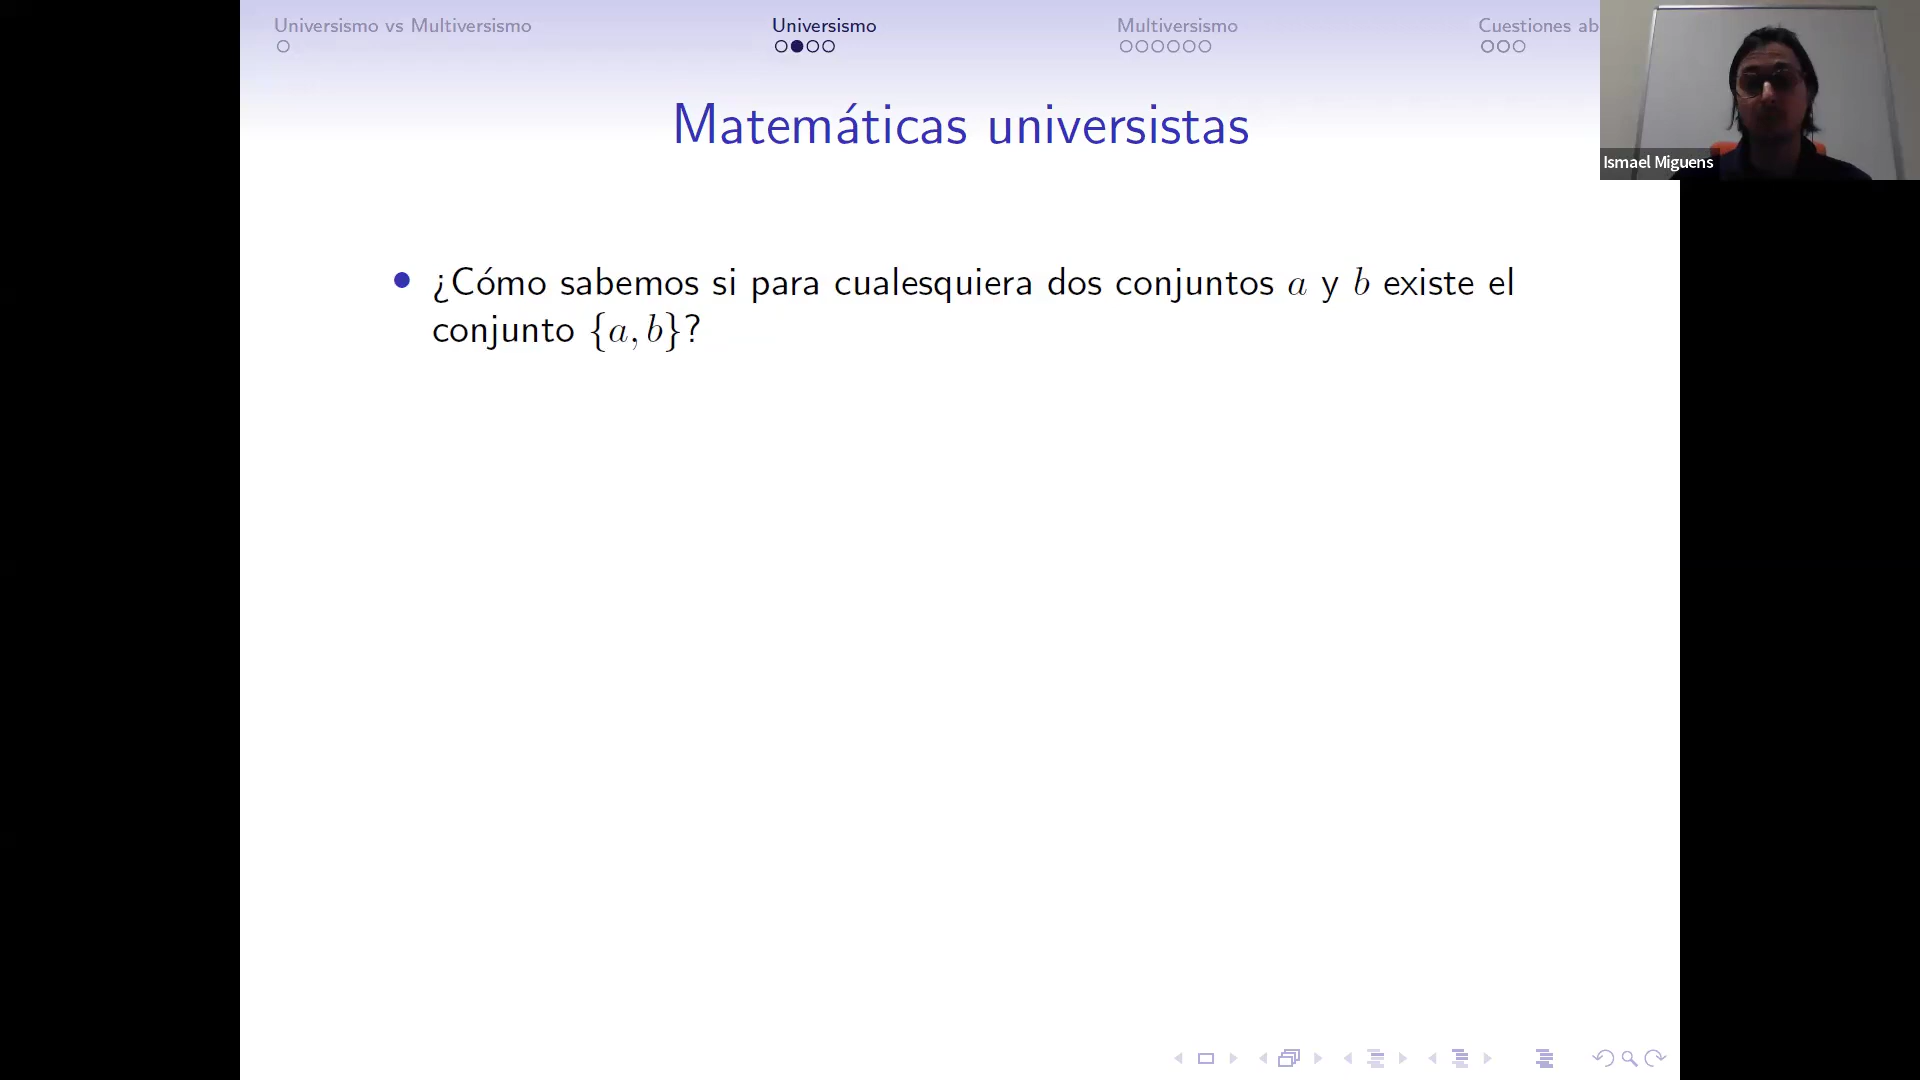 Universismo vs Multiversismo
Universismo
Multiversismo
Cuestiones ab
Ismael Miguens
Matemáticas universistas
¿Cómo sabemos si para cualesquiera dos conjuntos a y b existe el
conjunto {a, b}?